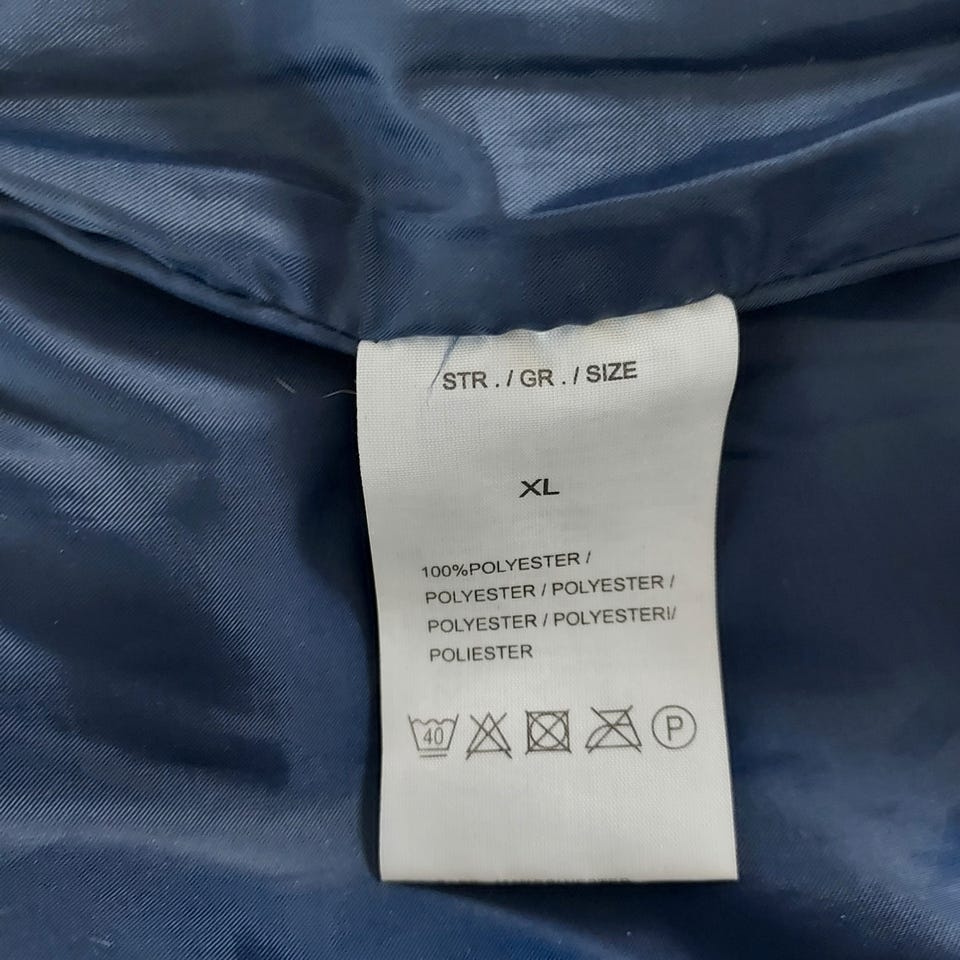 STR . / GR . / SIZE
XL
100%POLYESTER /
POLYESTER / POLYESTER /
POLYESTER / POLYESTERI/
POLIESTER
40 P